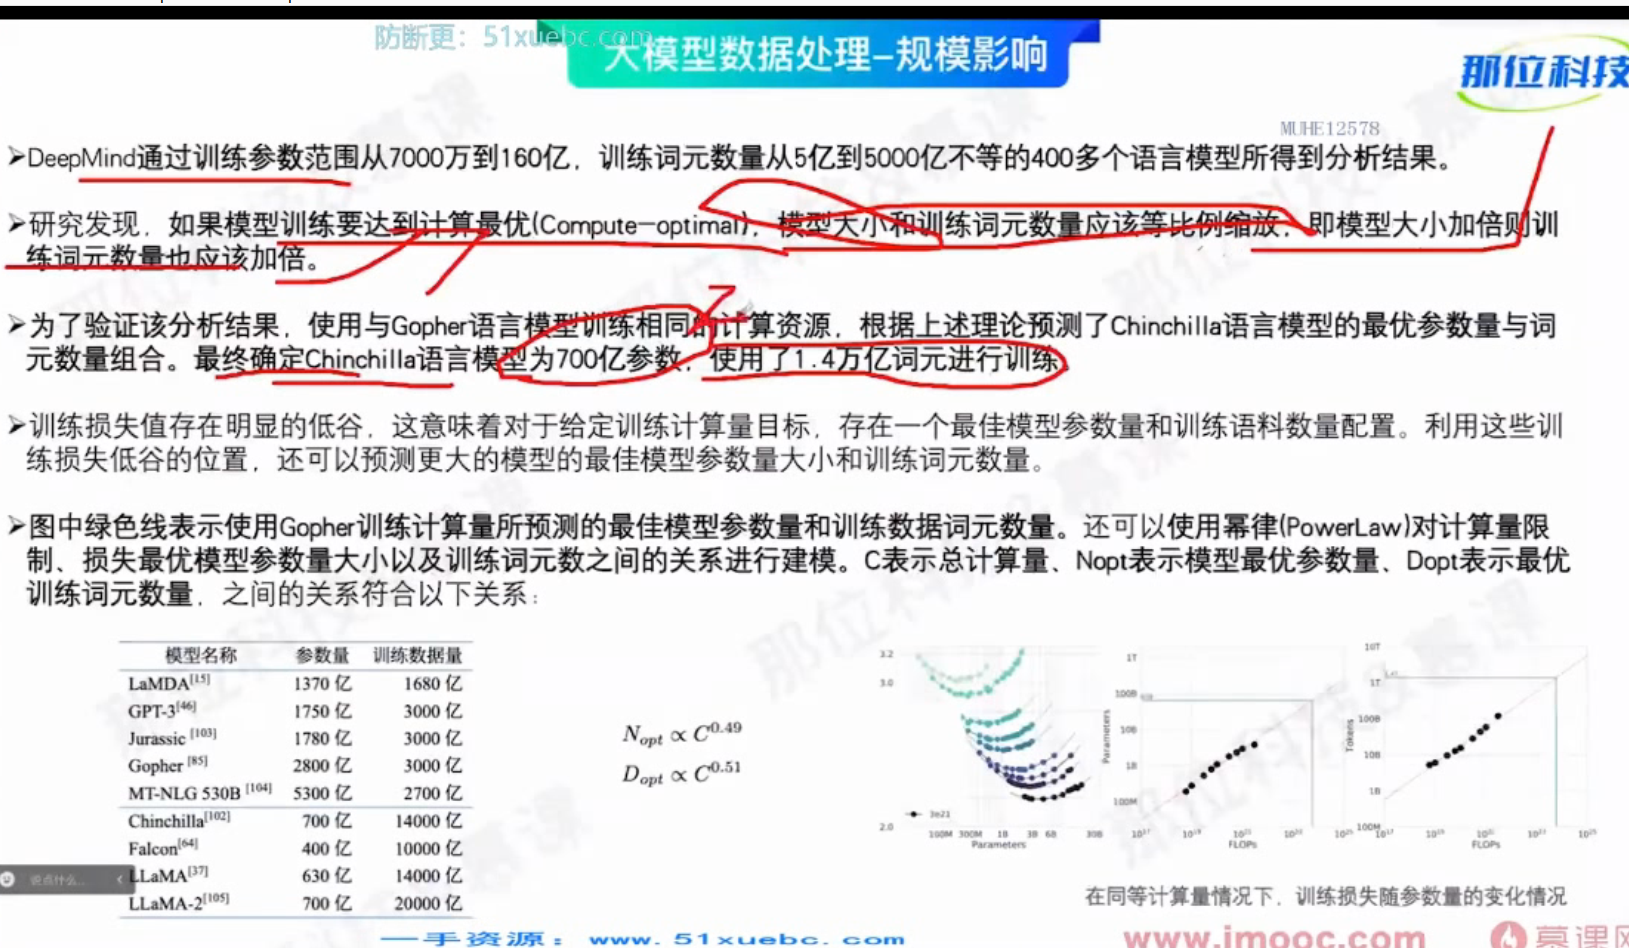 防断更：51xuebc.com
大模型数据处理-规模影响
那位科技
MUHE12578
➢DeepMind通过训练参数范围从7000万到160亿，训练词元数量从5亿到5000亿不等的400多个语言模型所得到分析结果。
➢研究发现，如果模型训练要达到计算最优(Compute-optimal)，模型大小和训练词元数量应该等比例缩放，即模型大小加倍则训
练词元数量也应该加倍。
➢为了验证该分析结果，使用与Gopher语言模型训练相同的计算资源，根据上述理论预测了Chinchilla语言模型的最优参数量与词
元数量组合。最终确定Chinchilla语言模型为700亿参数，使用了1.4万亿词元进行训练
➢训练损失值存在明显的低谷，这意味着对于给定训练计算量目标，存在一个最佳模型参数量和训练语料数量配置。利用这些训
练损失低谷的位置，还可以预测更大的模型的最佳模型参数量大小和训练词元数量。
➢图中绿色线表示使用Gopher训练计算量所预测的最佳模型参数量和训练数据词元数量。还可以使用幂律(PowerLaw)对计算量限
制、损失最优模型参数量大小以及训练词元数之间的关系进行建模。C表示总计算量、Nopt表示模型最优参数量、Dopt表示最优
训练词元数量，之间的关系符合以下关系：
模型名称 参数量 训练数据量
LaMDA[15] 1370 亿 1680 亿
GPT-3[46] 1750 亿 3000 亿
Jurassic [103] 1780 亿 3000 亿
Gopher [85] 2800 亿 3000 亿
MT-NLG 530B [104] 5300 亿 2700 亿
Chinchilla[102] 700 亿 14000 亿
Falcon[64] 400 亿 10000 亿
LLaMA[37] 630 亿 14000 亿
LLaMA-2[105] 700 亿 20000 亿
N_opt ∝ C^0.49
D_opt ∝ C^0.51
3.2
3.0
2.0
3e21
100M 300M 1B 3B 6B 30B
Parameters
1T
100B
10B
1B
100M
Parameters
10^17 10^19 10^21 10^23 10^25
FLOPs
10T
1T
100B
10B
1B
100M
Tokens
10^17 10^19 10^21 10^23 10^25
FLOPs
在同等计算量情况下，训练损失随参数量的变化情况
说点什么...
一手资源：www.51xuebc.com
www.imooc.com
慕课网